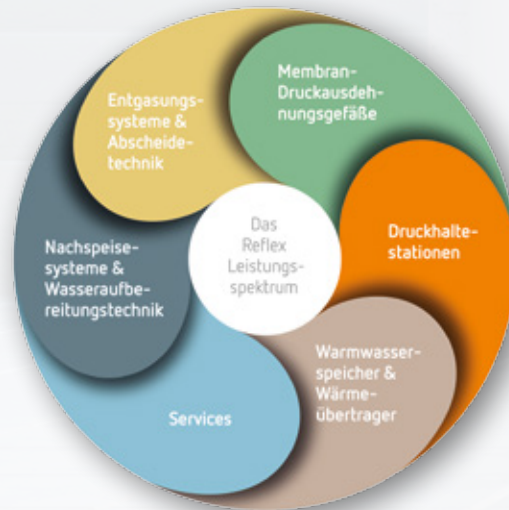 Membran-
Druckausdeh-
nungsgefäße
Druckhalte-
stationen
Warmwasser-
speicher &
Wärme-
übertrager
Services
Nachspeise-
systeme &
Wasseraufbe-
reitungstechnik
Entgasungs-
systeme &
Abscheide-
technik
Das
Reflex
Leistungs-
spektrum